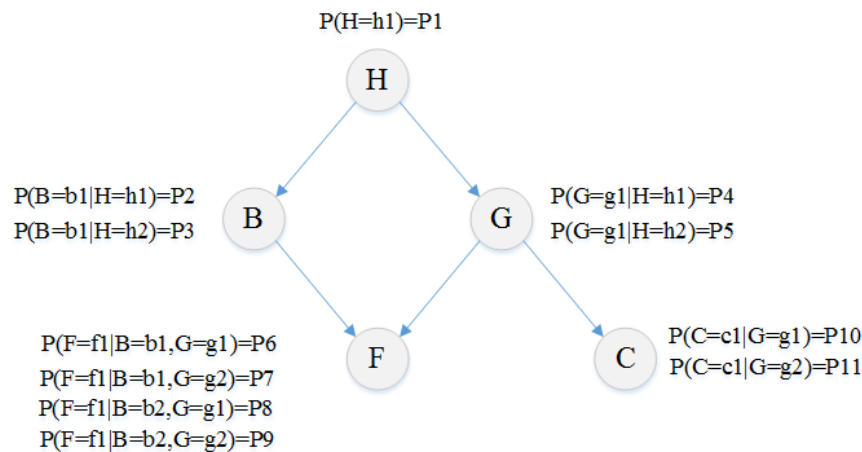 P(H=h1)=P1
H
P(B=b1|H=h1)=P2
P(B=b1|H=h2)=P3
B
G
P(G=g1|H=h1)=P4
P(G=g1|H=h2)=P5
P(F=f1|B=b1,G=g1)=P6
P(F=f1|B=b1,G=g2)=P7
P(F=f1|B=b2,G=g1)=P8
P(F=f1|B=b2,G=g2)=P9
F
C
P(C=c1|G=g1)=P10
P(C=c1|G=g2)=P11